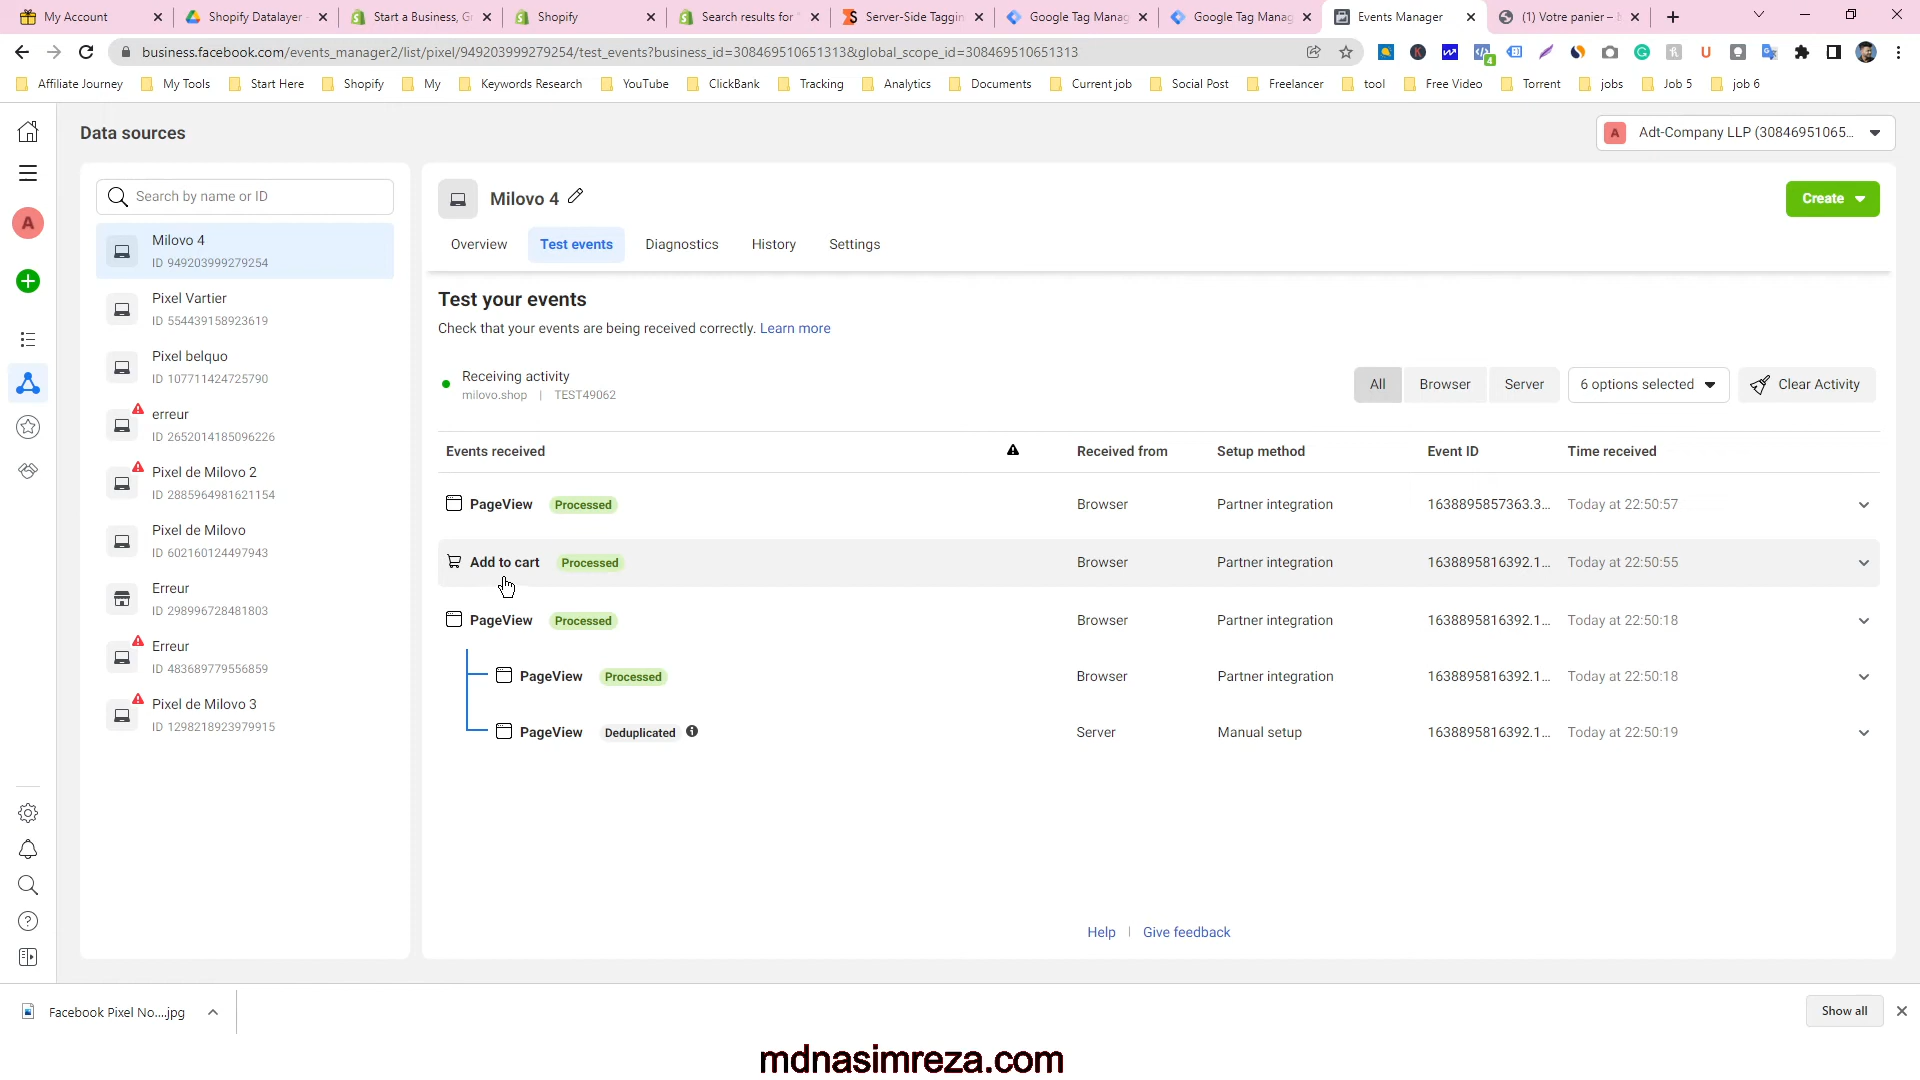 My Account
Shopify Datalayer
Start a Business, Gr
Shopify
Search results for "
Server-Side Taggin
Google Tag Manag
Google Tag Manag
Events Manager
(1) Votre panier –
business.facebook.com/events_manager2/list/pixel/949203999279254/test_events?business_id=308469510651313&global_scope_id=308469510651313
4
Affiliate Journey
My Tools
Start Here
Shopify
My
Keywords Research
YouTube
ClickBank
Tracking
Analytics
Documents
Current job
Social Post
Freelancer
tool
Free Video
Torrent
jobs
Job 5
job 6
Data sources
A Adt-Company LLP (30846951065...
Search by name or ID
A
Milovo 4
ID 949203999279254
Pixel Vartier
ID 554439158923619
Pixel belquo
ID 107711424725790
erreur
ID 2652014185096226
Pixel de Milovo 2
ID 2885964981621154
Pixel de Milovo
ID 602160124497943
Erreur
ID 298996728481803
Erreur
ID 483689779556859
Pixel de Milovo 3
ID 1298218923979915
Milovo 4
Create
Overview
Test events
Diagnostics
History
Settings
Test your events
Check that your events are being received correctly. Learn more
Receiving activity
milovo.shop | TEST49062
All
Browser
Server
6 options selected
Clear Activity
Events received
Received from
Setup method
Event ID
Time received
PageView Processed Browser Partner integration 1638895857363.3... Today at 22:50:57
Add to cart Processed Browser Partner integration 1638895816392.1... Today at 22:50:55
PageView Processed Browser Partner integration 1638895816392.1... Today at 22:50:18
PageView Processed Browser Partner integration 1638895816392.1... Today at 22:50:18
PageView Deduplicated Server Manual setup 1638895816392.1... Today at 22:50:19
Help | Give feedback
Facebook Pixel No....jpg
Show all
mdnasimreza.com